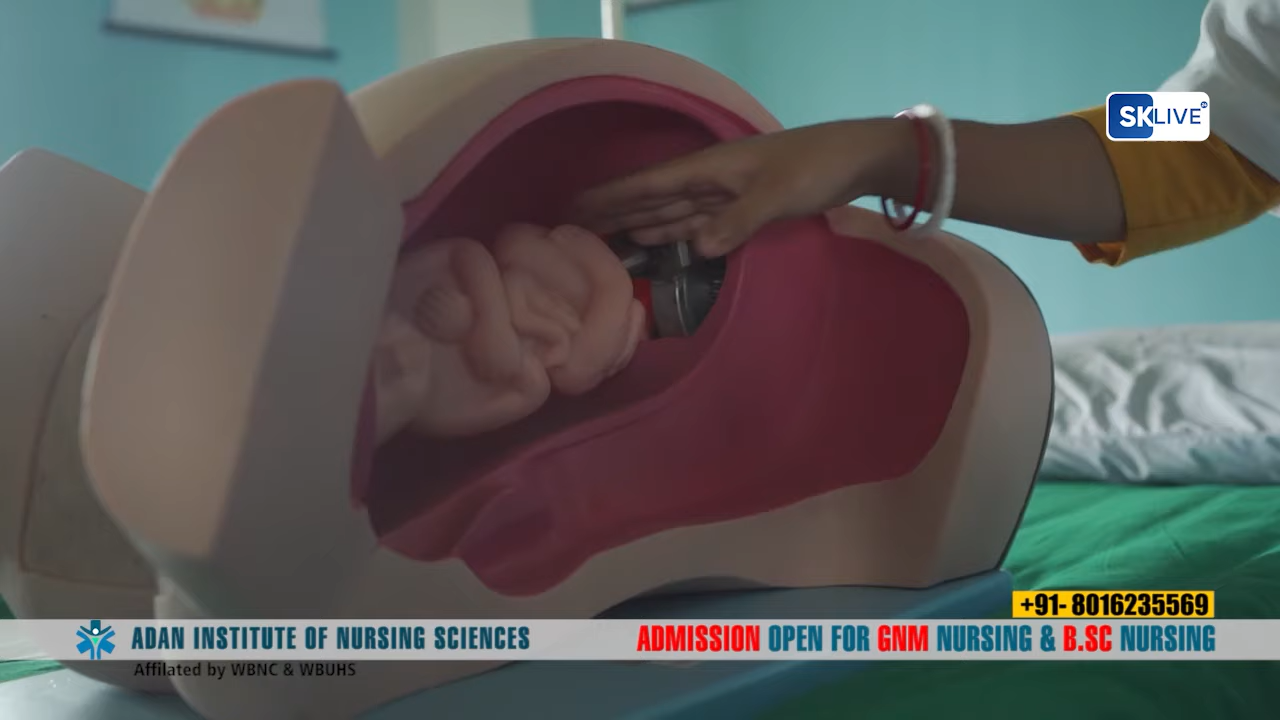 SKLIVE
+91- 8016235569
ADAN INSTITUTE OF NURSING SCIENCES
ADMISSION OPEN FOR GNM NURSING & B.SC NURSING
Affilated by WBNC & WBUHS